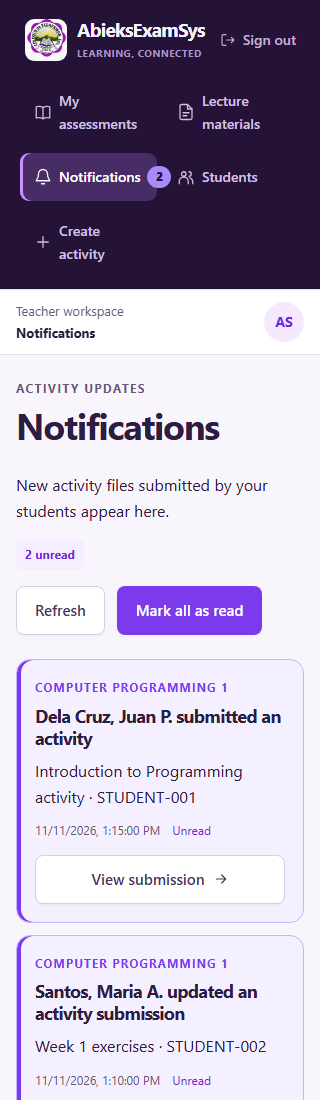 AbieksExamSys
LEARNING, CONNECTED
Sign out
My
assessments
Lecture
materials
Notifications 2
Students
Create
activity
Teacher workspace
Notifications
AS
ACTIVITY UPDATES
Notifications
New activity files submitted by your
students appear here.
2 unread
Refresh
Mark all as read
COMPUTER PROGRAMMING 1
Dela Cruz, Juan P. submitted an
activity
Introduction to Programming
activity · STUDENT-001
11/11/2026, 1:15:00 PM Unread
View submission →
COMPUTER PROGRAMMING 1
Santos, Maria A. updated an
activity submission
Week 1 exercises · STUDENT-002
11/11/2026, 1:10:00 PM Unread